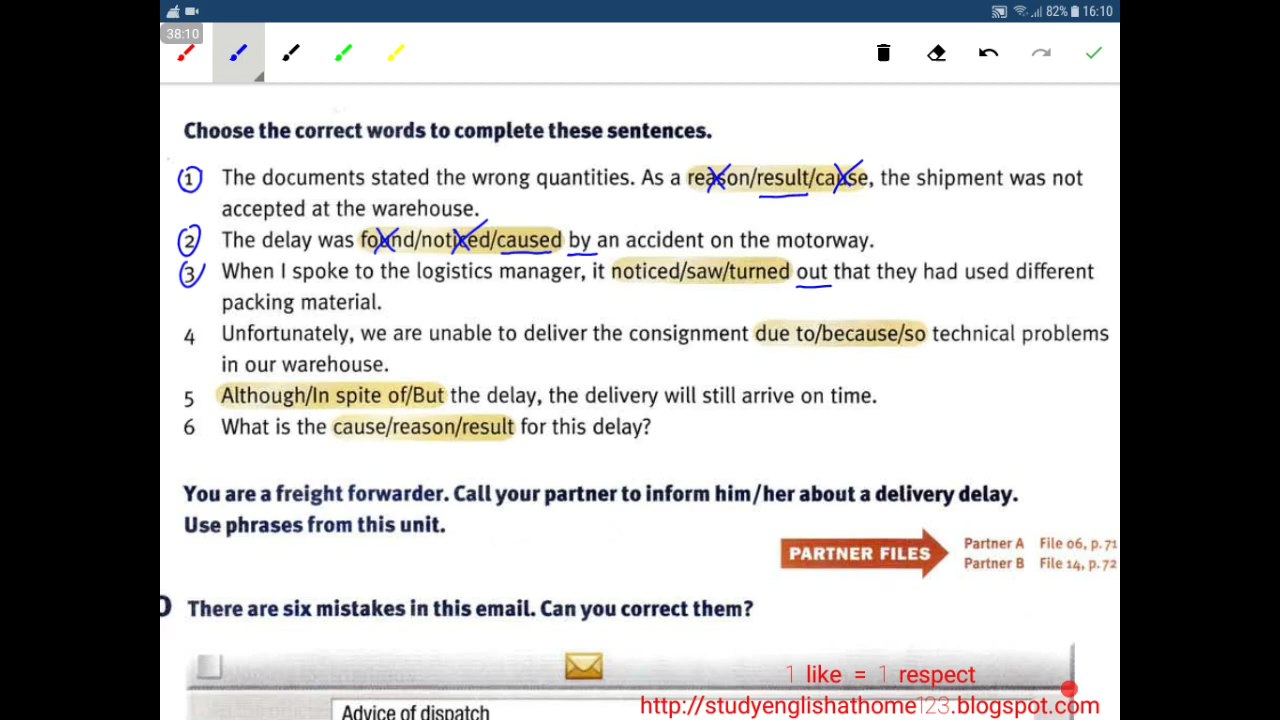 82% 16:10
38:10
Choose the correct words to complete these sentences.
1 The documents stated the wrong quantities. As a reason/result/cause, the shipment was not
accepted at the warehouse.
2 The delay was found/noticed/caused by an accident on the motorway.
3 When I spoke to the logistics manager, it noticed/saw/turned out that they had used different
packing material.
4 Unfortunately, we are unable to deliver the consignment due to/because/so technical problems
in our warehouse.
5 Although/In spite of/But the delay, the delivery will still arrive on time.
6 What is the cause/reason/result for this delay?
You are a freight forwarder. Call your partner to inform him/her about a delivery delay.
Use phrases from this unit.
PARTNER FILES
Partner A File 06, p.71
Partner B File 14, p.72
There are six mistakes in this email. Can you correct them?
1 like = 1 respect
http://studyenglishathome123.blogspot.com
Advice of dispatch